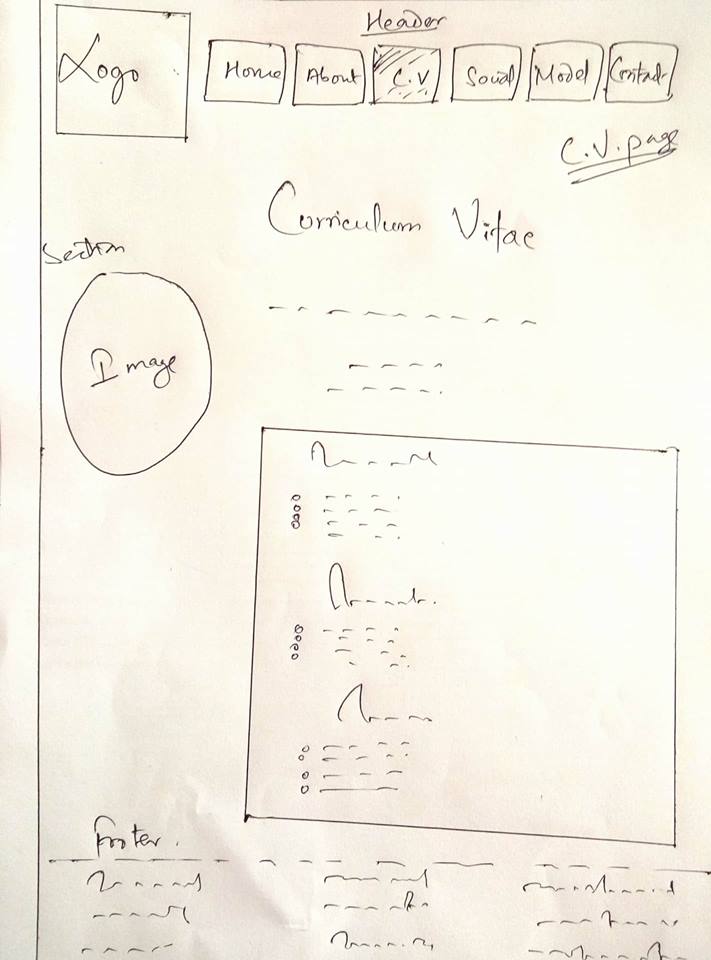 Header
Logo
Home
About
C.V
Social
Model
Contact
C.V. page
Curriculum Vitae
Section
Image
Footer.